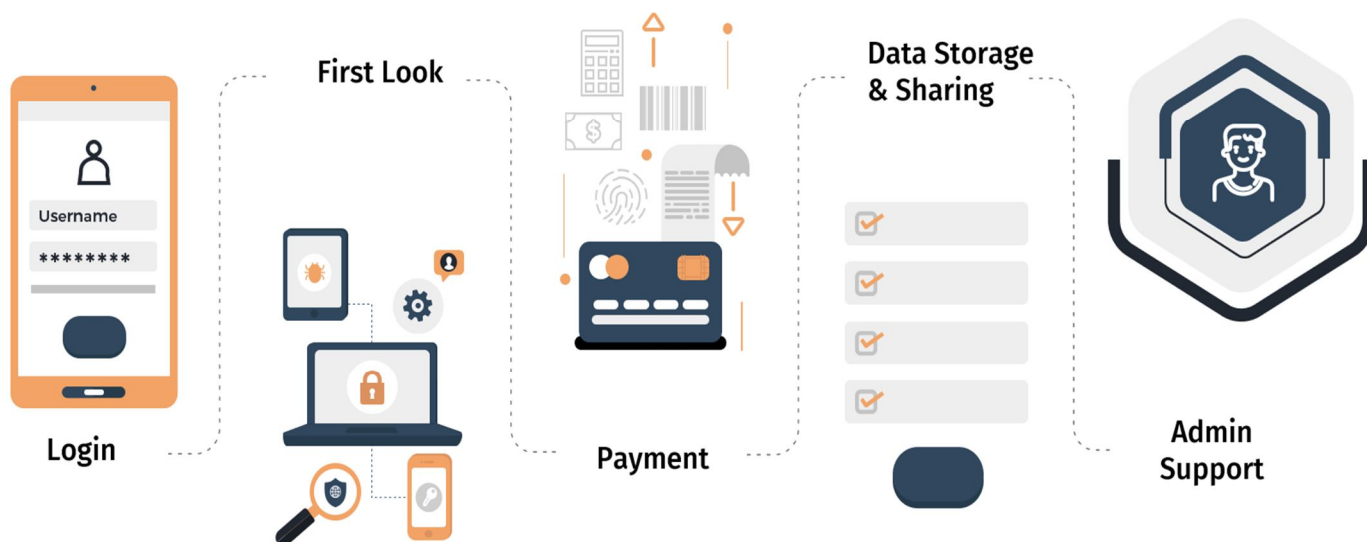 Username
********
Login
First Look
$
Payment
Data Storage
& Sharing
Admin
Support